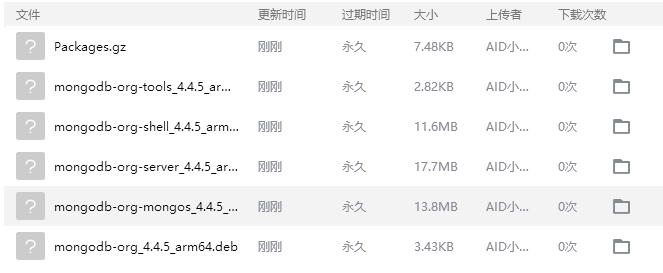 文件 更新时间 过期时间 大小 上传者 下载次数
Packages.gz 刚刚 永久 7.48KB AID小... 0次
mongodb-org-tools_4.4.5_ar... 刚刚 永久 2.82KB AID小... 0次
mongodb-org-shell_4.4.5_arm... 刚刚 永久 11.6MB AID小... 0次
mongodb-org-server_4.4.5_ar... 刚刚 永久 17.7MB AID小... 0次
mongodb-org-mongos_4.4.5_... 刚刚 永久 13.8MB AID小... 0次
mongodb-org_4.4.5_arm64.deb 刚刚 永久 3.43KB AID小... 0次